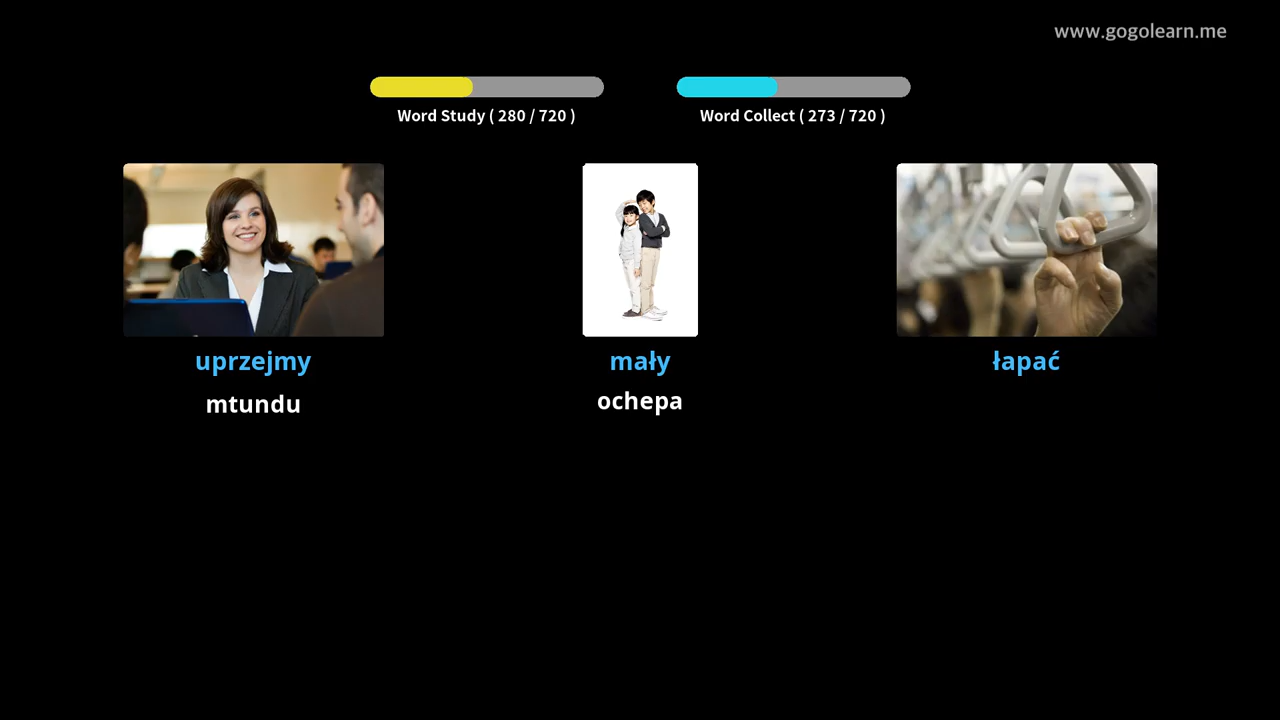 www.gogolearn.me
Word Study ( 280 / 720 )
Word Collect ( 273 / 720 )
uprzejmy
mały
łapać
mtundu
ochepa